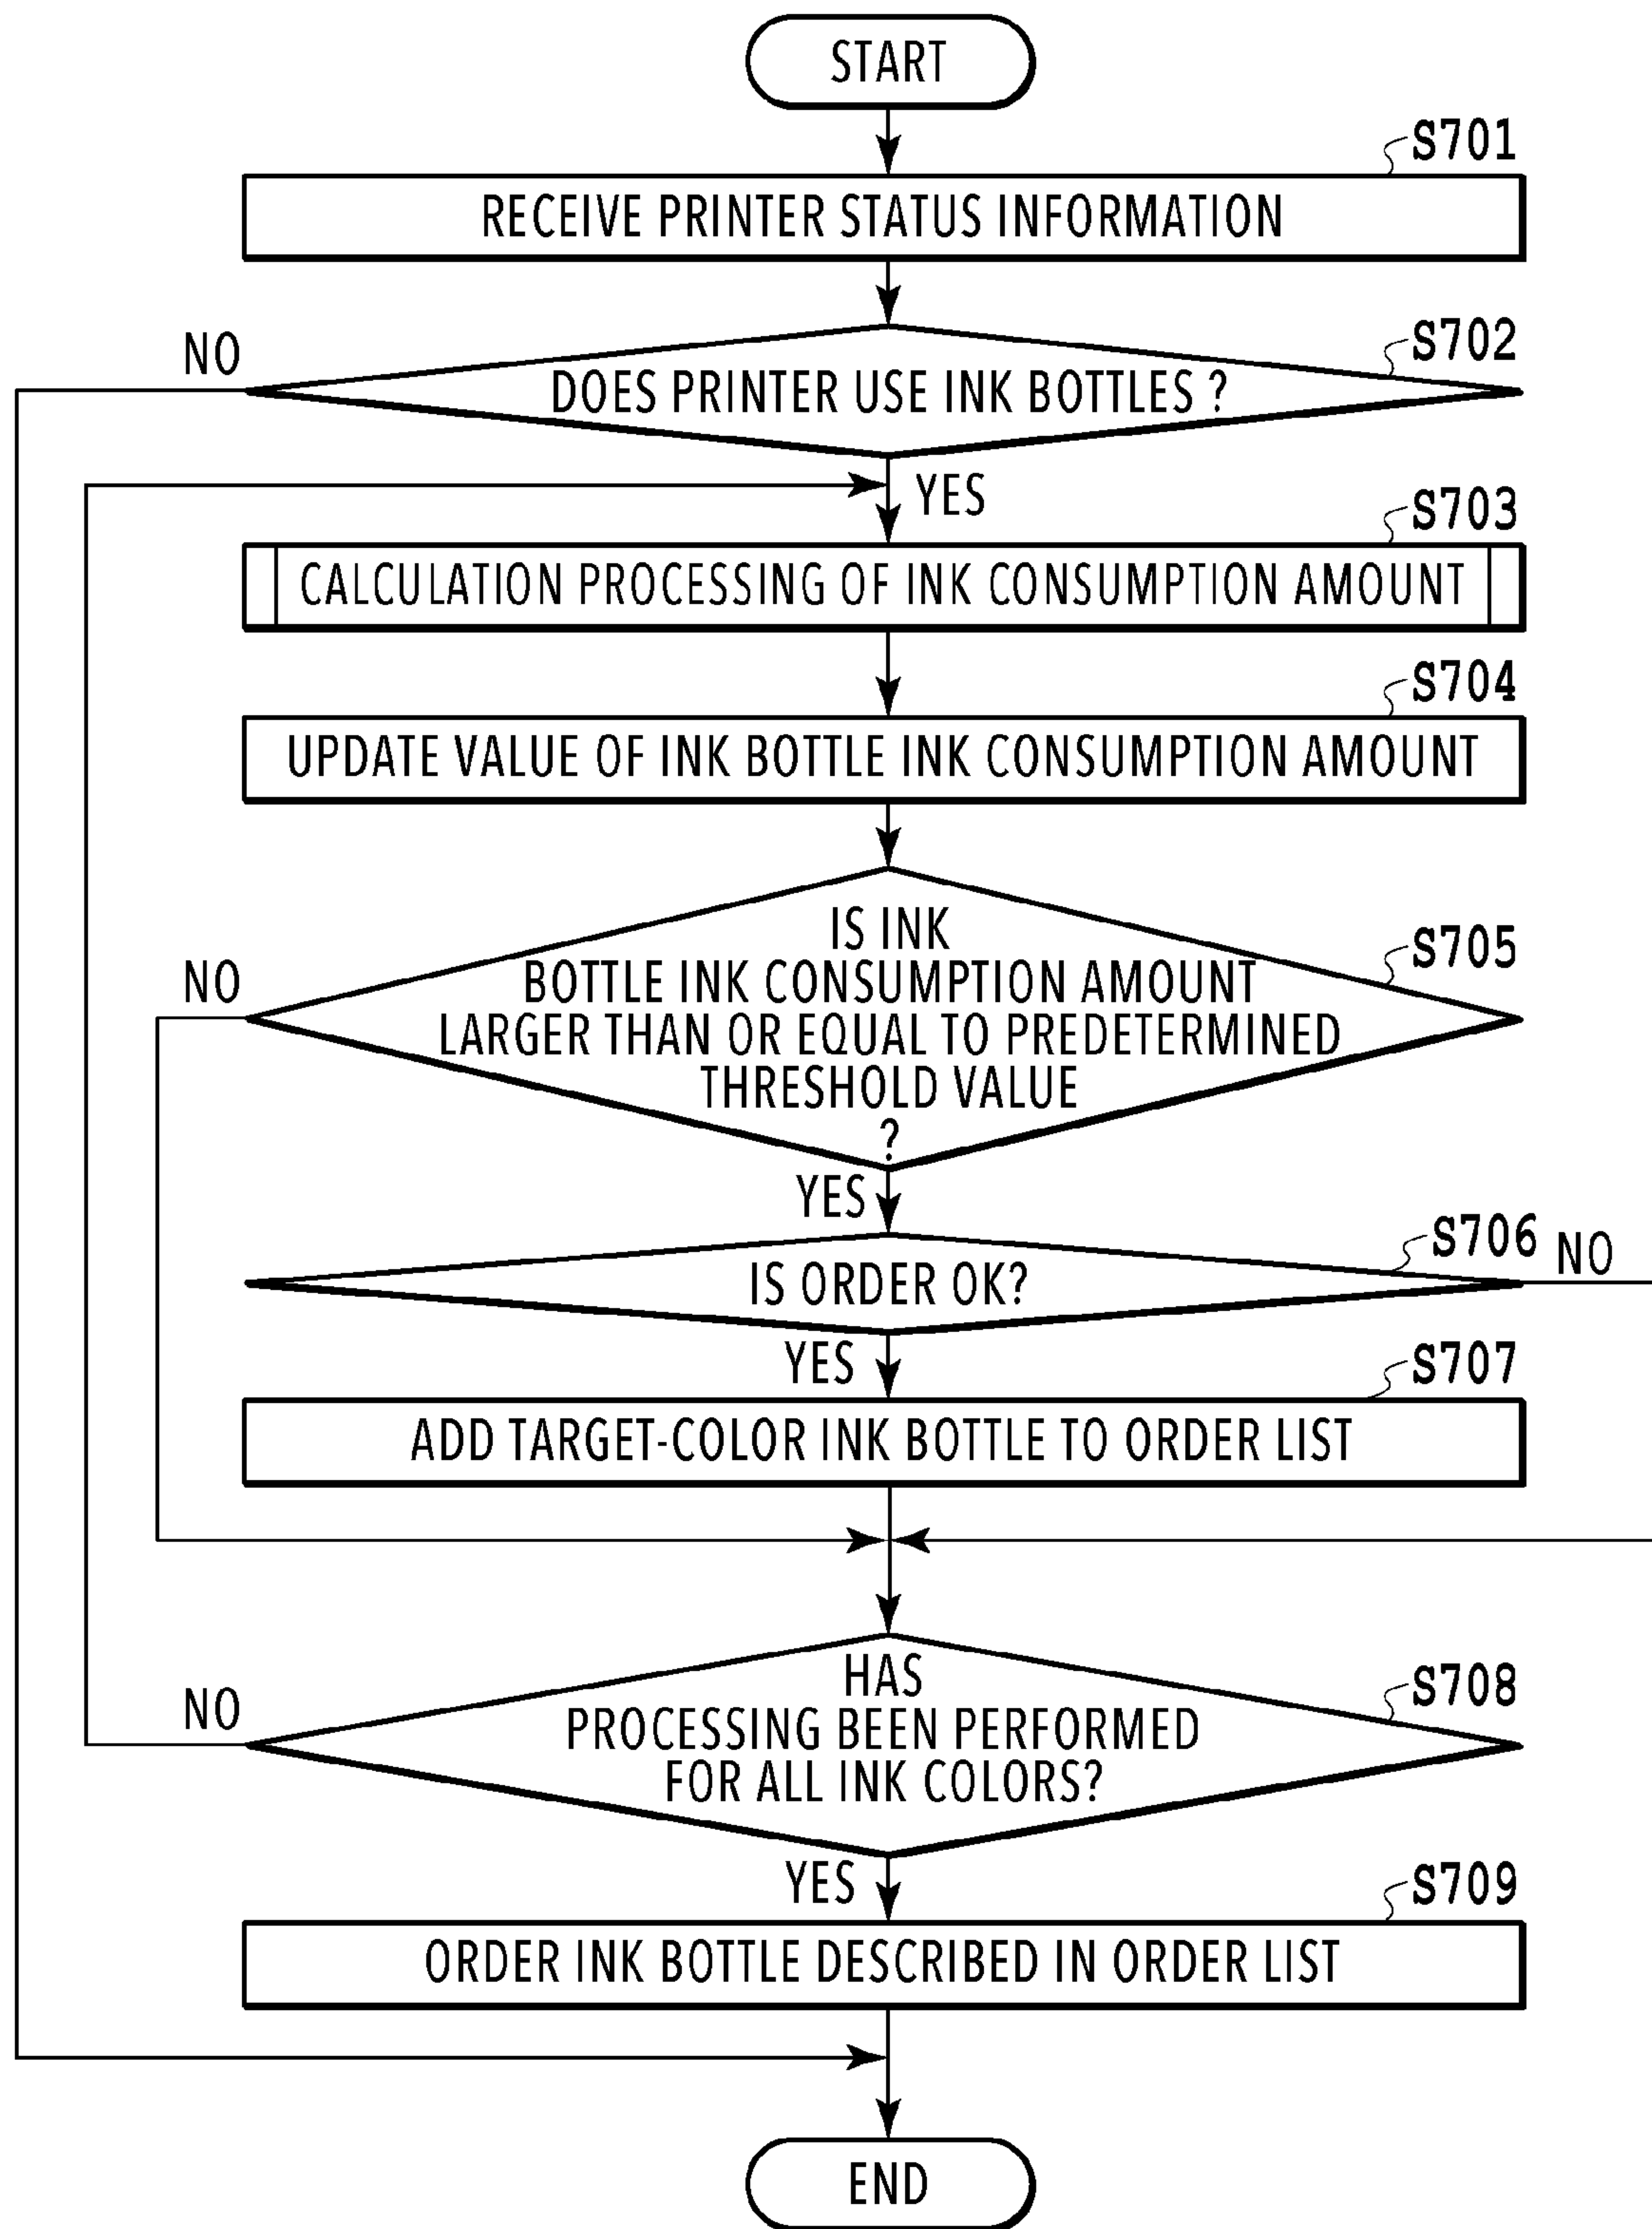 START
S701
RECEIVE PRINTER STATUS INFORMATION
S702
NO
DOES PRINTER USE INK BOTTLES ?
YES
S703
CALCULATION PROCESSING OF INK CONSUMPTION AMOUNT
S704
UPDATE VALUE OF INK BOTTLE INK CONSUMPTION AMOUNT
S705
NO
IS INK
BOTTLE INK CONSUMPTION AMOUNT
LARGER THAN OR EQUAL TO PREDETERMINED
THRESHOLD VALUE
?
YES
S706
NO
IS ORDER OK?
YES
S707
ADD TARGET-COLOR INK BOTTLE TO ORDER LIST
S708
NO
HAS
PROCESSING BEEN PERFORMED
FOR ALL INK COLORS?
YES
S709
ORDER INK BOTTLE DESCRIBED IN ORDER LIST
END